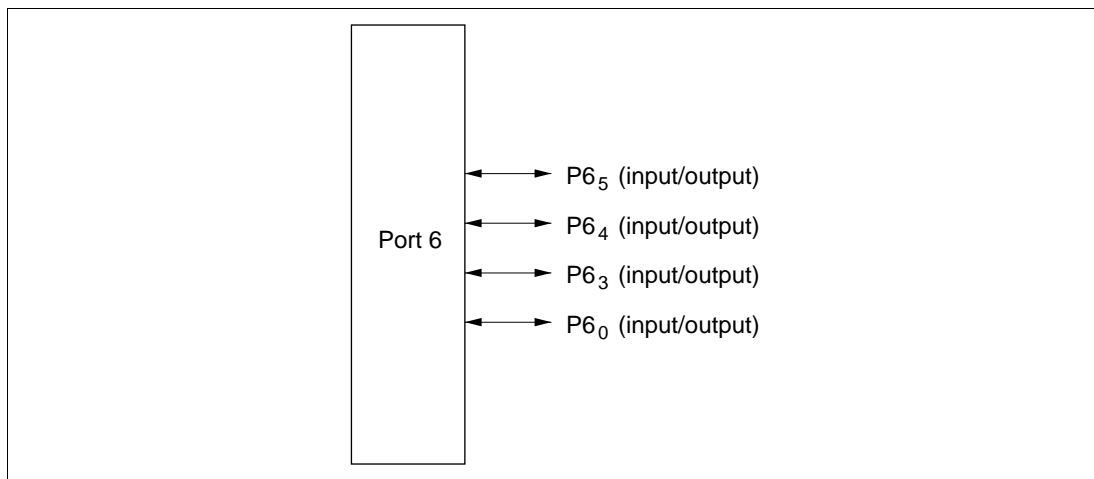 P6₅ (input/output)
P6₄ (input/output)
Port 6
P6₃ (input/output)
P6₀ (input/output)